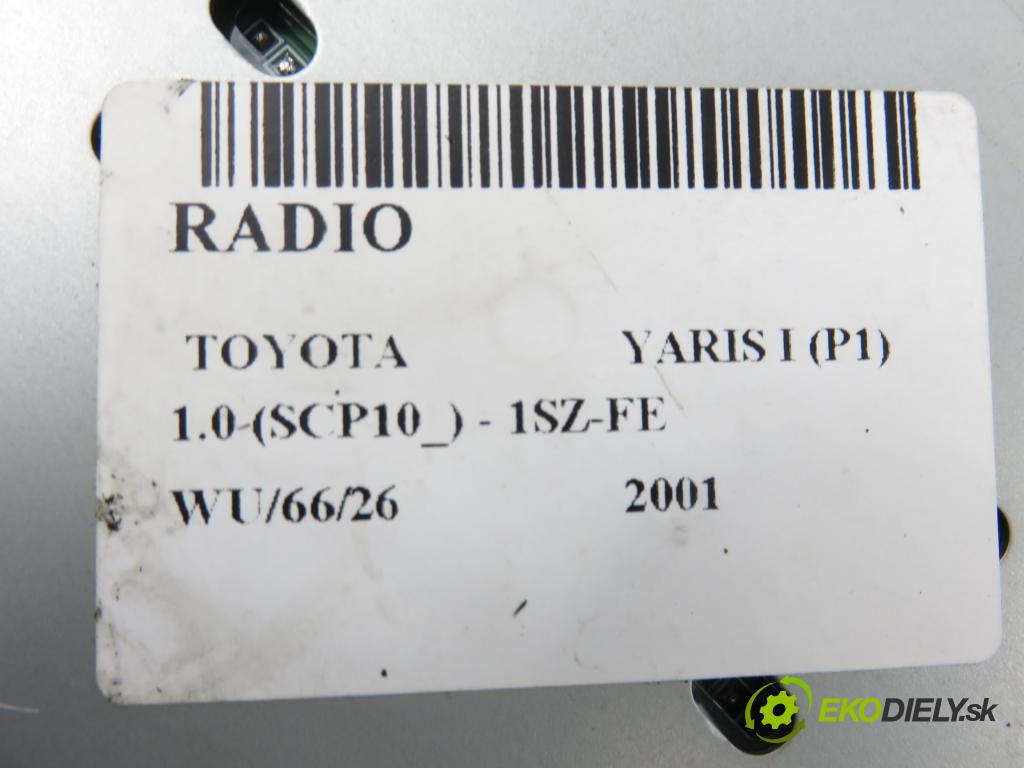 RADIO
TOYOTA YARIS I (P1)
1.0-(SCP10_) - 1SZ-FE
WU/66/26 2001
EKODIELY.sk